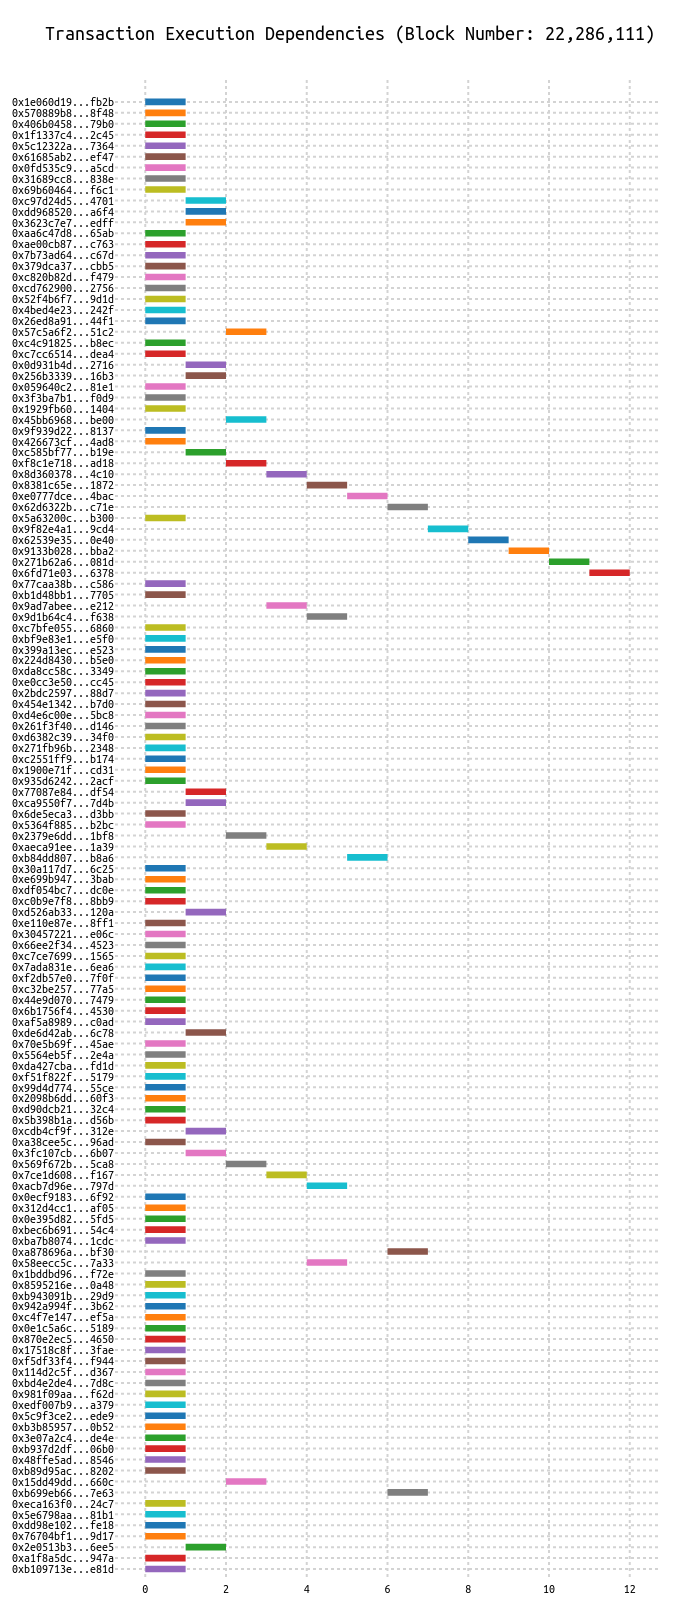 Transaction Execution Dependencies (Block Number: 22,286,111)
0x1e060d19...fb2b
0x570889b8...8f48
0x406b0458...79b0
0x1f1337c4...2c45
0x5c12322a...7364
0x61685ab2...ef47
0x0fd535c9...a5cd
0x31689cc8...838e
0x69b60464...f6c1
0xc97d24d5...4701
0xdd968520...a6f4
0x3623c7e7...edff
0xaa6c47d8...65ab
0xae00cb87...c763
0x7b73ad64...c67d
0x379dca37...cbb5
0xc820b82d...f479
0xcd762900...2756
0x52f4b6f7...9d1d
0x4bed4e23...242f
0x26ed8a91...44f1
0x57c5a6f2...51c2
0xc4c91825...b8ec
0xc7cc6514...dea4
0x0d931b4d...2716
0x256b3339...16b3
0x059640c2...81e1
0x3f3ba7b1...f0d9
0x1929fb60...1404
0x45bb6968...be00
0x9f939d22...8137
0x426673cf...4ad8
0xc585bf77...b19e
0xf8c1e718...ad18
0x8d360378...4c10
0x8381c65e...1872
0xe0777dce...4bac
0x62d6322b...c71e
0x5a63200c...b300
0x9f82e4a1...9cd4
0x62539e35...0e40
0x9133b028...bba2
0x271b62a6...081d
0x6fd71e03...6378
0x77caa38b...c586
0xb1d48bb1...7705
0x9ad7abee...e212
0x9d1b64c4...f638
0xc7bfe055...6860
0xbf9e83e1...e5f0
0x399a13ec...e523
0x224d8430...b5e0
0xda8cc58c...3349
0xe0cc3e50...cc45
0x2bdc2597...88d7
0x454e1342...b7d0
0xd4e6c00e...5bc8
0x261f3f40...d146
0xd6382c39...34f0
0x271fb96b...2348
0xc2551ff9...b174
0x1900e71f...cd31
0x935d6242...2acf
0x77087e84...df54
0xca9550f7...7d4b
0x6de5eca3...d3bb
0x5364f885...b2bc
0x2379e6dd...1bf8
0xaeca91ee...1a39
0xb84dd807...b8a6
0x30a117d7...6c25
0xe699b947...3bab
0xdf054bc7...dc0e
0xc0b9e7f8...8bb9
0xd526ab33...120a
0xe110e87e...8ff1
0x30457221...e06c
0x66ee2f34...4523
0xc7ce7699...1565
0x7ada831e...6ea6
0xf2db57e0...7f0f
0xc32be257...77a5
0x44e9d070...7479
0x6b1756f4...4530
0xaf5a8989...c0ad
0xde6d42ab...6c78
0x70e5b69f...45ae
0x5564eb5f...2e4a
0xda427cba...fd1d
0xf51f822f...5179
0x99d4d774...55ce
0x2098b6dd...60f3
0xd90dcb21...32c4
0x5b398b1a...d56b
0xcdb4cf9f...312e
0xa38cee5c...96ad
0x3fc107cb...6b07
0x569f672b...5ca8
0x7ce1d608...f167
0xacb7d96e...797d
0x0ecf9183...6f92
0x312d4cc1...af05
0x0e395d82...5fd5
0xbec6b691...54c4
0xba7b8074...1cdc
0xa878696a...bf30
0x58eecc5c...7a33
0x1bddbd96...f72e
0x8595216e...0a48
0xb943091b...29d9
0x942a994f...3b62
0xc4f7e147...ef5a
0x0e1c5a6c...5189
0x870e2ec5...4650
0x17518c8f...3fae
0xf5df33f4...f944
0x114d2c5f...d367
0xbd4e2de4...7d8c
0x981f09aa...f62d
0xedf007b9...a379
0x5c9f3ce2...ede9
0xb3b85957...0b52
0x3e07a2c4...de4e
0xb937d2df...06b0
0x48ffe5ad...8546
0xb89d95ac...8202
0x15dd49dd...660c
0xb699eb66...7e63
0xeca163f0...24c7
0x5e6798aa...81b1
0xdd98e102...fe18
0x76704bf1...9d17
0x2e0513b3...6ee5
0xa1f8a5dc...947a
0xb109713e...e81d
0 2 4 6 8 10 12